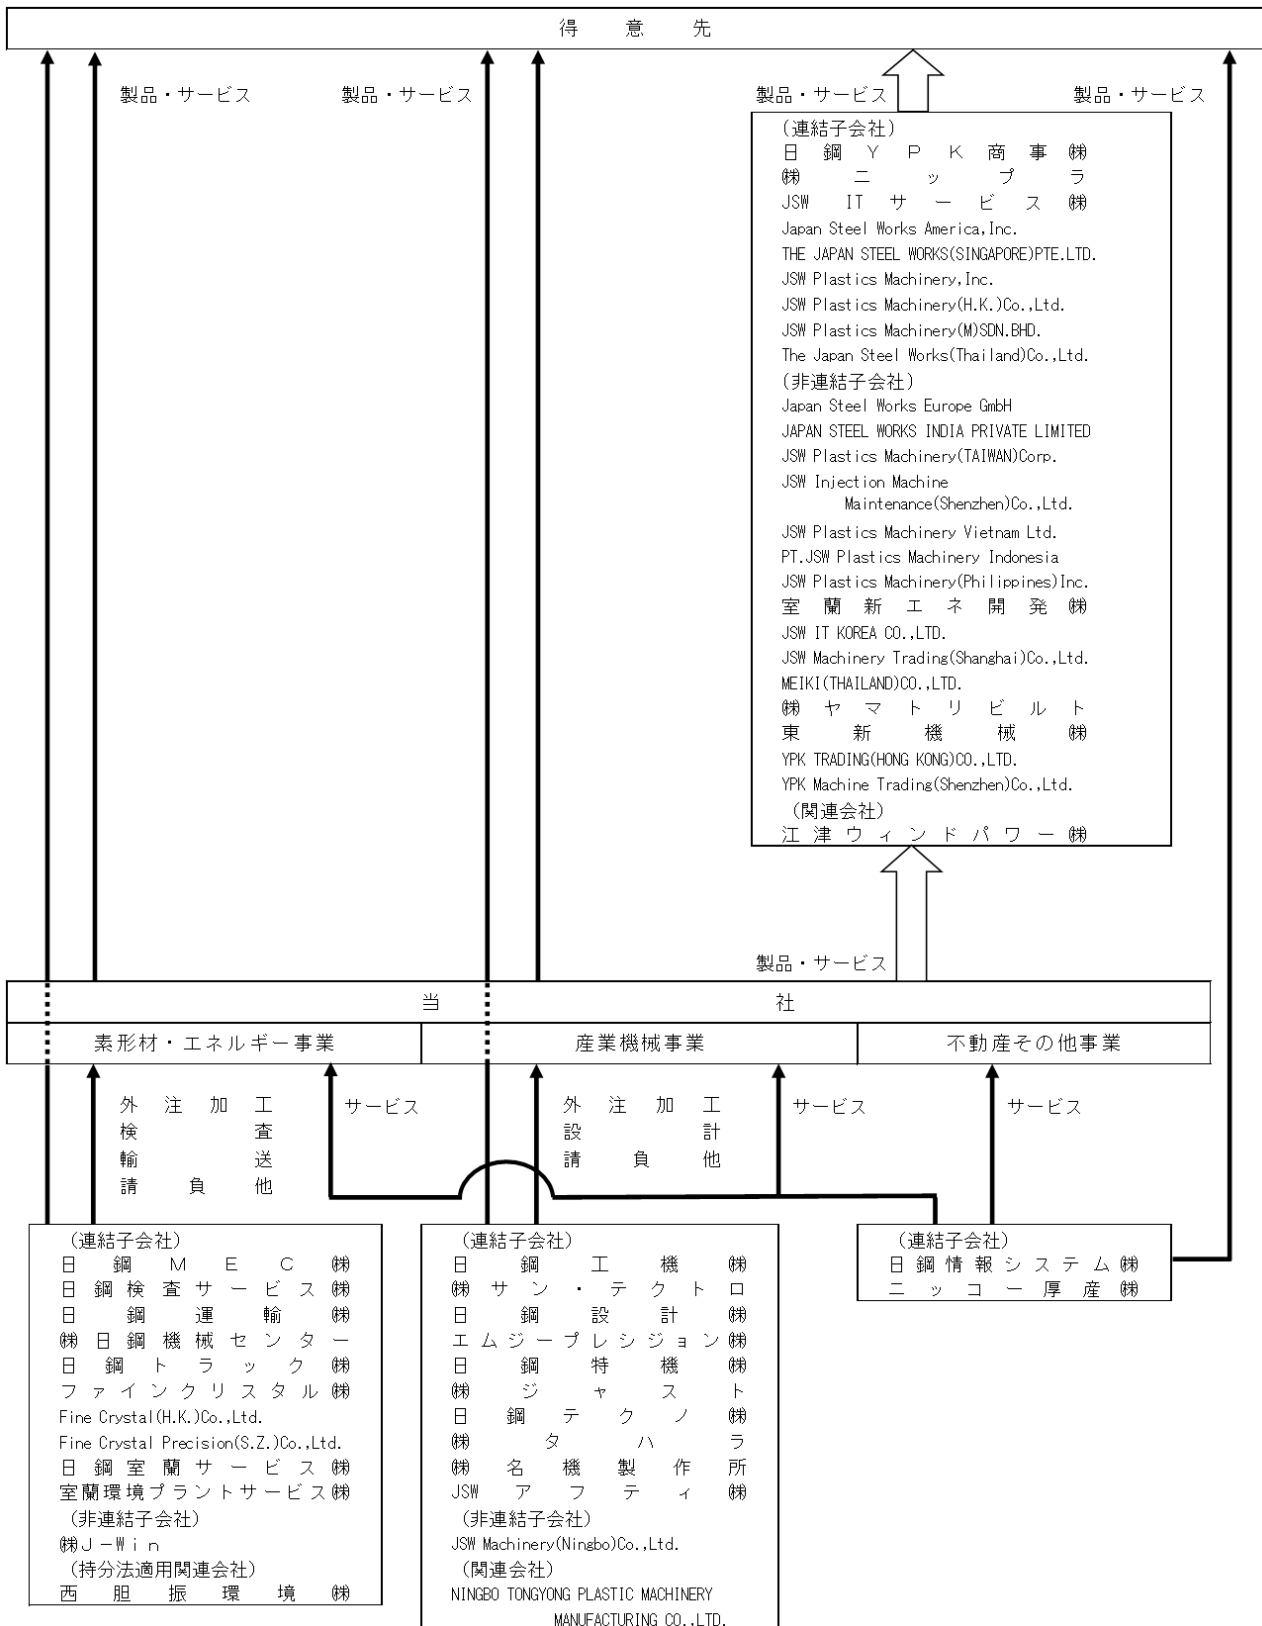 得意先
製品・サービス
製品・サービス
製品・サービス
製品・サービス
(連結子会社)
日鋼YPK商事㈱
㈱ニップラ
JSW ITサービス㈱
Japan Steel Works America,Inc.
THE JAPAN STEEL WORKS(SINGAPORE)PTE.LTD.
JSW Plastics Machinery,Inc.
JSW Plastics Machinery(H.K.)Co.,Ltd.
JSW Plastics Machinery(M)SDN.BHD.
The Japan Steel Works(Thailand)Co.,Ltd.
(非連結子会社)
Japan Steel Works Europe GmbH
JAPAN STEEL WORKS INDIA PRIVATE LIMITED
JSW Plastics Machinery(TAIWAN)Corp.
JSW Injection Machine
Maintenance(Shenzhen)Co.,Ltd.
JSW Plastics Machinery Vietnam Ltd.
PT.JSW Plastics Machinery Indonesia
JSW Plastics Machinery(Philippines)Inc.
室蘭新エネ開発㈱
JSW IT KOREA CO.,LTD.
JSW Machinery Trading(Shanghai)Co.,Ltd.
MEIKI(THAILAND)CO.,LTD.
㈱ヤマトリビルト
東新機械㈱
YPK TRADING(HONG KONG)CO.,LTD.
YPK Machine Trading(Shenzhen)Co.,Ltd.
(関連会社)
江津ウィンドパワー㈱
製品・サービス
当社
素形材・エネルギー事業
産業機械事業
不動産その他事業
外注加工
検査
輸送
請負他
サービス
外注加工
設計
請負他
サービス
サービス
(連結子会社)
日鋼MEC㈱
日鋼検査サービス㈱
日鋼運輸㈱
㈱日鋼機械センター
日鋼トラック㈱
ファインクリスタル㈱
Fine Crystal(H.K.)Co.,Ltd.
Fine Crystal Precision(S.Z.)Co.,Ltd.
日鋼室蘭サービス㈱
室蘭環境プラントサービス㈱
(非連結子会社)
㈱J-Win
(持分法適用関連会社)
西胆振環境㈱
(連結子会社)
日鋼工機㈱
㈱サン・テクトロ
日鋼設計㈱
エムジープレシジョン㈱
日鋼特機㈱
㈱ジャスト
日鋼テクノ㈱
㈱タハラ
㈱名機製作所
JSWアフティ㈱
(非連結子会社)
JSW Machinery(Ningbo)Co.,Ltd.
(関連会社)
NINGBO TONGYONG PLASTIC MACHINERY
MANUFACTURING CO.,LTD.
(連結子会社)
日鋼情報システム㈱
ニッコー厚産㈱